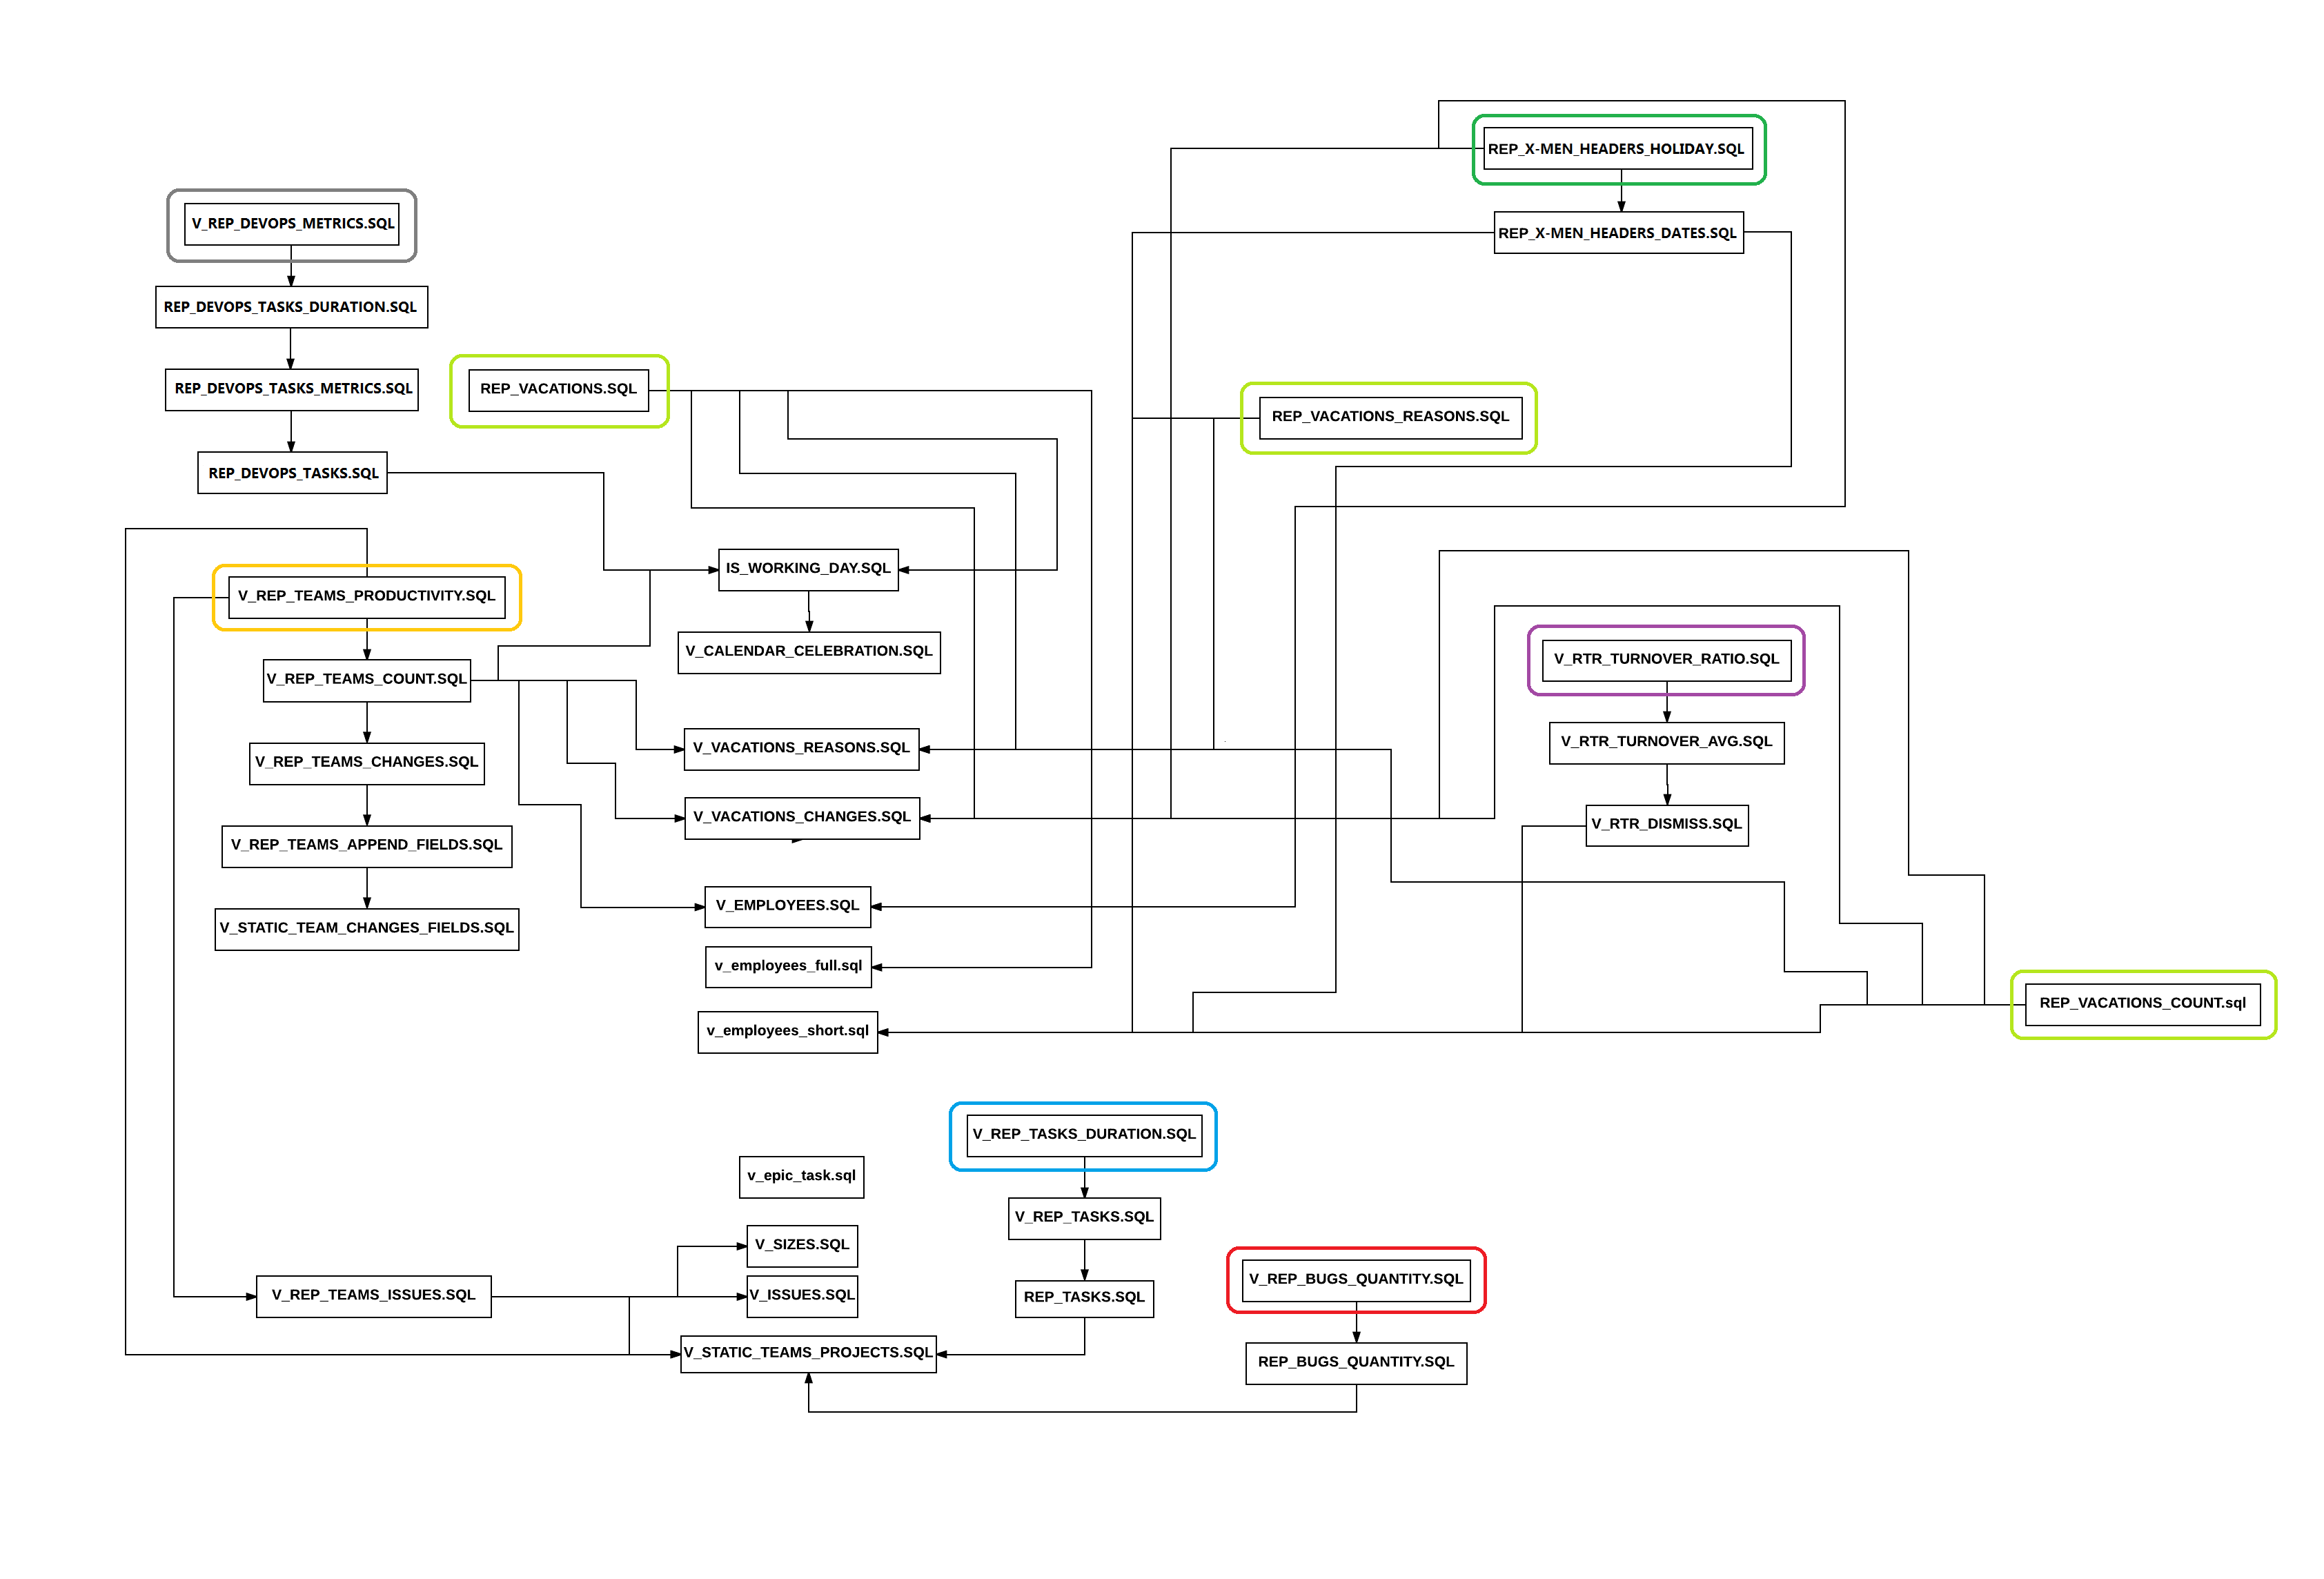 REP_X-MEN_HEADERS_HOLIDAY.SQL
V_REP_DEVOPS_METRICS.SQL
REP_X-MEN_HEADERS_DATES.SQL
REP_DEVOPS_TASKS_DURATION.SQL
REP_DEVOPS_TASKS_METRICS.SQL
REP_VACATIONS.SQL
REP_VACATIONS_REASONS.SQL
REP_DEVOPS_TASKS.SQL
IS_WORKING_DAY.SQL
V_REP_TEAMS_PRODUCTIVITY.SQL
V_CALENDAR_CELEBRATION.SQL
V_RTR_TURNOVER_RATIO.SQL
V_REP_TEAMS_COUNT.SQL
V_VACATIONS_REASONS.SQL
V_RTR_TURNOVER_AVG.SQL
V_REP_TEAMS_CHANGES.SQL
V_VACATIONS_CHANGES.SQL
V_RTR_DISMISS.SQL
V_REP_TEAMS_APPEND_FIELDS.SQL
V_EMPLOYEES.SQL
V_STATIC_TEAM_CHANGES_FIELDS.SQL
v_employees_full.sql
REP_VACATIONS_COUNT.sql
v_employees_short.sql
V_REP_TASKS_DURATION.SQL
v_epic_task.sql
V_REP_TASKS.SQL
V_SIZES.SQL
V_REP_BUGS_QUANTITY.SQL
V_REP_TEAMS_ISSUES.SQL
V_ISSUES.SQL
REP_TASKS.SQL
V_STATIC_TEAMS_PROJECTS.SQL
REP_BUGS_QUANTITY.SQL